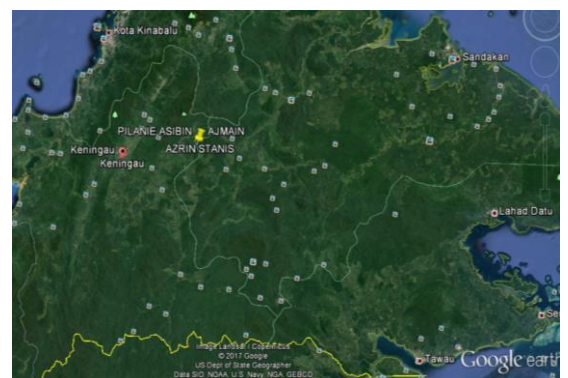 Kota Kinabalu
Sandakan
PILANIE ASIBIN AJMAIN
Keningau
AZRIN STANIS
Keningau
Lahad Datu
Tawau
Google earth
Image Landsat / Copernicus
© 2017 Google
US Dept of State Geographer
Data SIO, NOAA, U.S. Navy, NGA, GEBCO